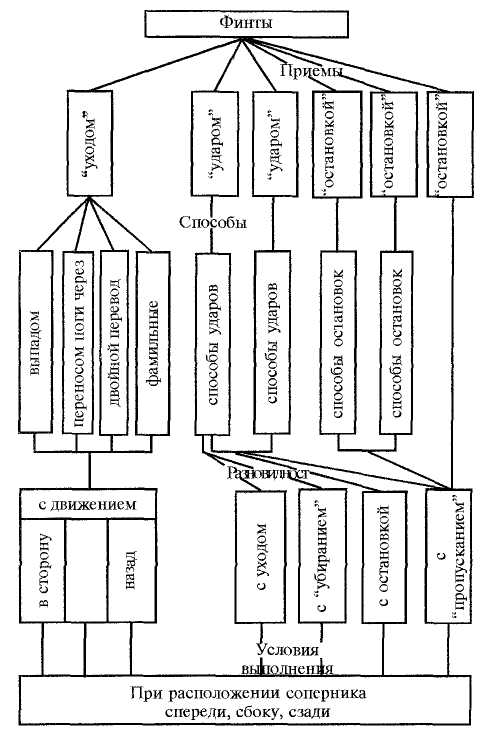 Финты
Приемы
“уходом”
“ударом”
“ударом”
“остановкой”
“остановкой”
“остановкой”
Способы
выпадом
переносом ноги через
двойной перевод
фамильные
способы ударов
способы ударов
способы остановок
способы остановок
Разновилност
с движением
в сторону
назад
с уходом
с “убиранием”
с остановкой
с
“пропусканием”
Условия
выполнения
При расположении соперника
спереди, сбоку, сзади